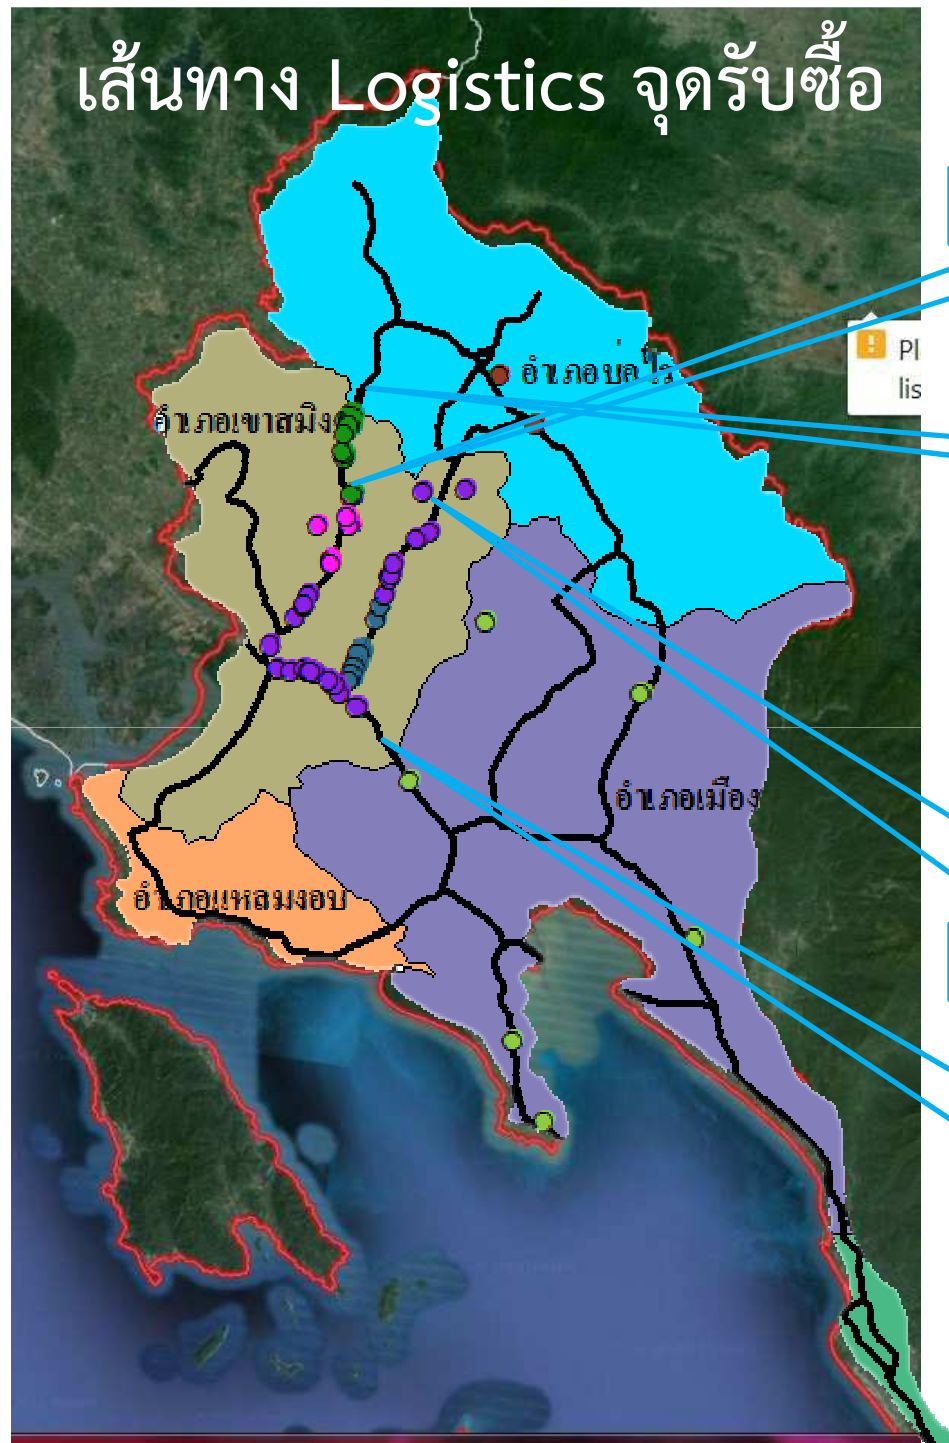 เส้นทาง Logistics จุดรับซื้อ
Pl
lis
อำเภอบ่อไร่
อำเภอเขาสมิง
อำเภอเมือง
อำเภอแหลมงอบ